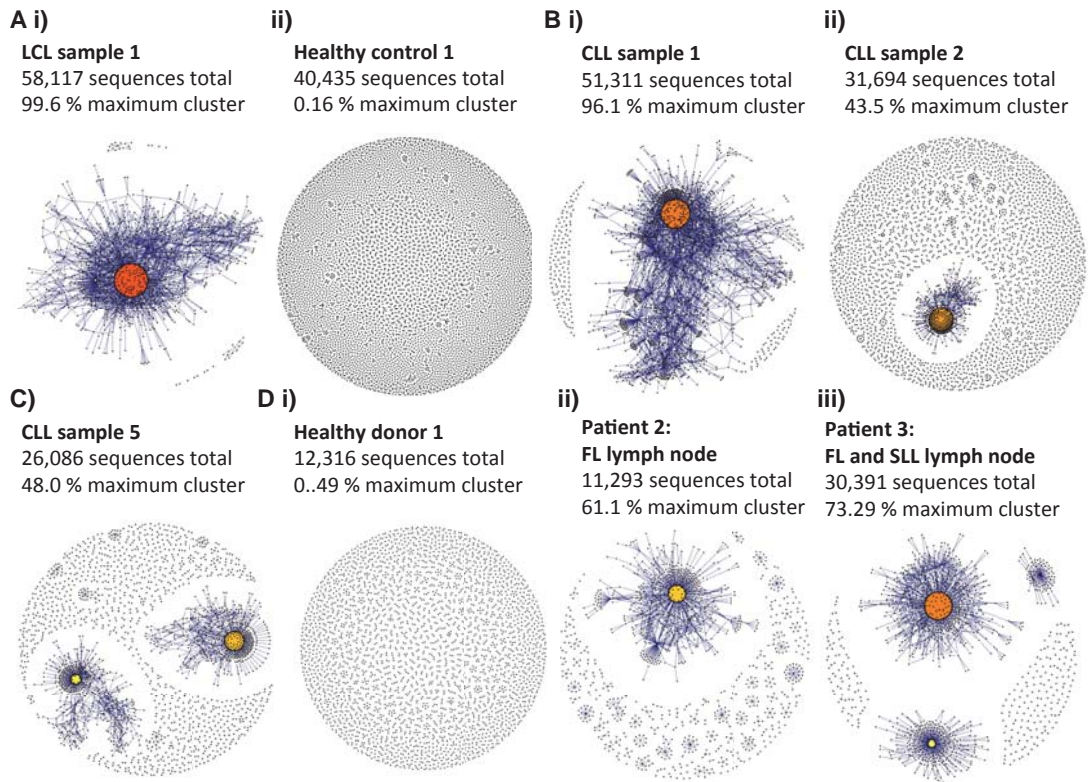 A i)
LCL sample 1
58,117 sequences total
99.6 % maximum cluster
ii)
Healthy control 1
40,435 sequences total
0.16 % maximum cluster
B i)
CLL sample 1
51,311 sequences total
96.1 % maximum cluster
ii)
CLL sample 2
31,694 sequences total
43.5 % maximum cluster
C)
CLL sample 5
26,086 sequences total
48.0 % maximum cluster
D i)
Healthy donor 1
12,316 sequences total
0..49 % maximum cluster
ii)
Patient 2:
FL lymph node
11,293 sequences total
61.1 % maximum cluster
iii)
Patient 3:
FL and SLL lymph node
30,391 sequences total
73.29 % maximum cluster